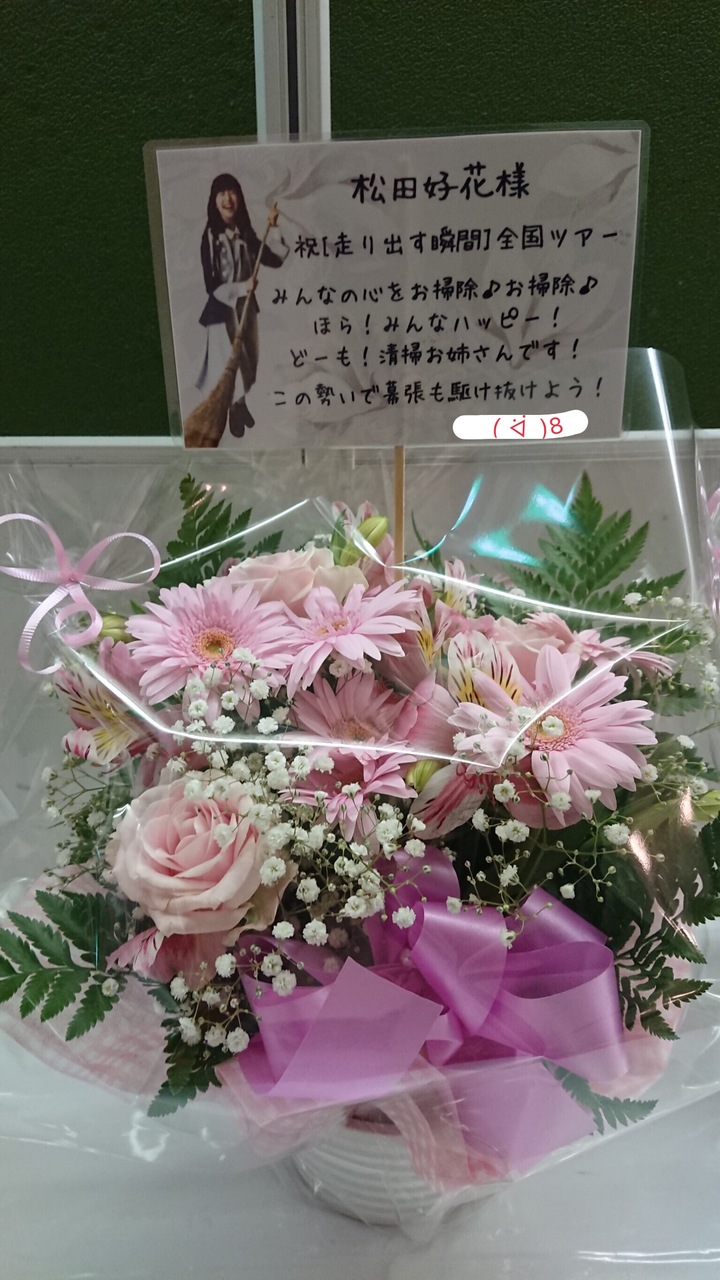 松田好花様
祝[走り出す瞬間]全国ツアー
みんなの心をお掃除♪お掃除♪
ほら！みんなハッピー！
どーも！清掃お姉さんです！
この勢いで幕張も駆け抜けよう！
( ᐛ )8